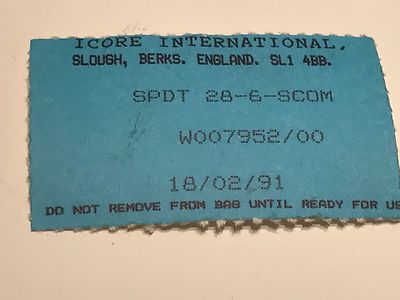 ICORE INTERNATIONAL,
SLOUGH, BERKS. ENGLAND. SL1 4BB.
SPDT 28-6-SCOM
W007952/00
18/02/91
DO NOT REMOVE FROM BAG UNTIL READY FOR US